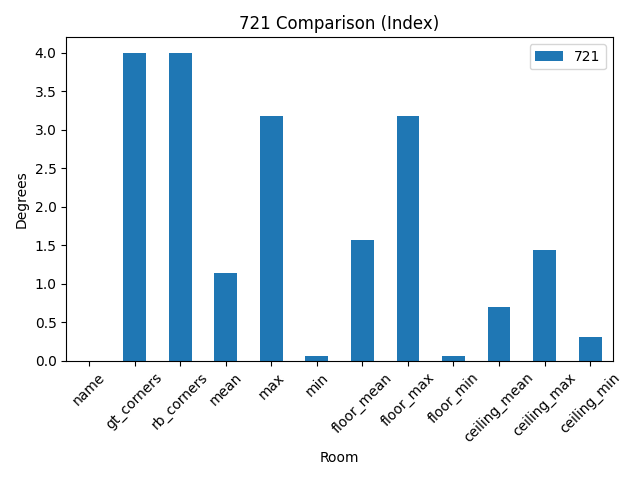 721 Comparison (Index)
721
Degrees
4.0
3.5
3.0
2.5
2.0
1.5
1.0
0.5
0.0
name
gt_corners
rb_corners
mean
max
min
floor_mean
floor_max
floor_min
ceiling_mean
ceiling_max
ceiling_min
Room